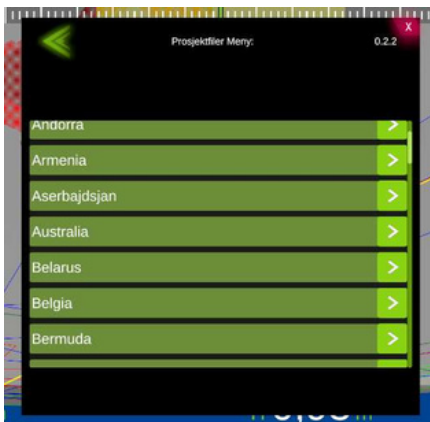 X
Prosjektfiler Meny: 0.2.2
Andorra
Armenia
Aserbajdsjan
Australia
Belarus
Belgia
Bermuda